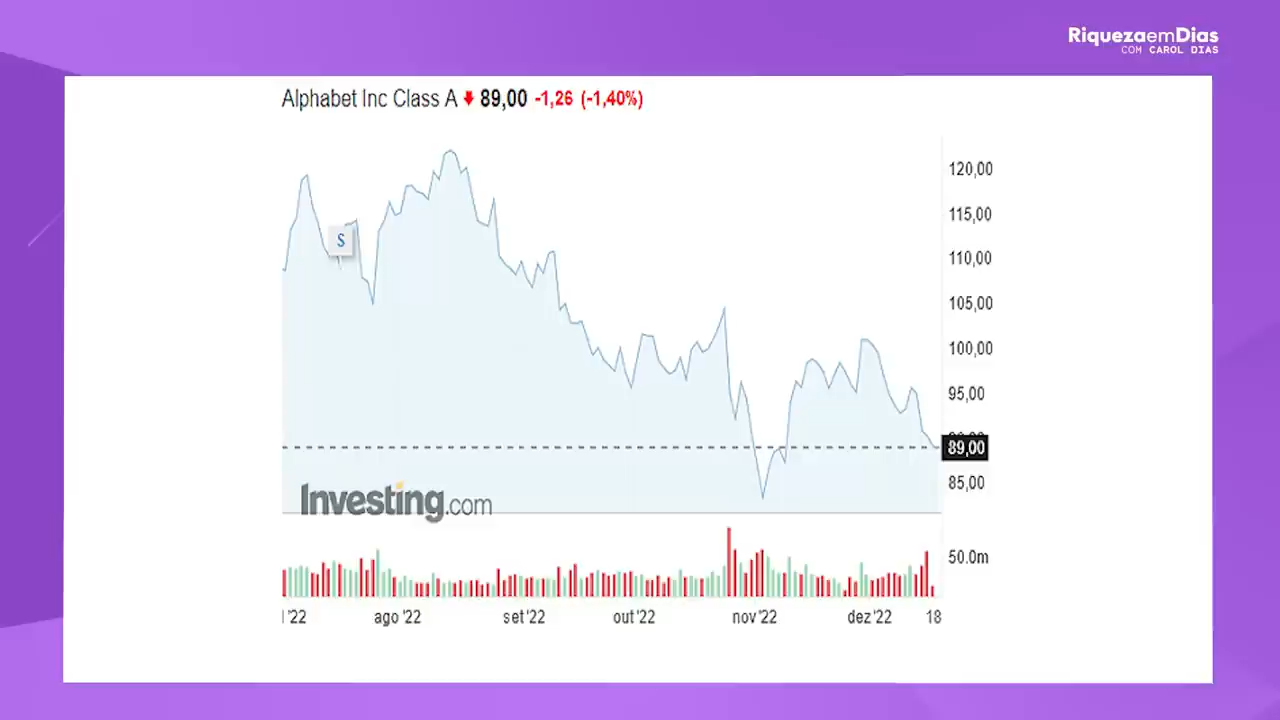 RiquezaemDias
COM CAROL DIAS
Alphabet Inc Class A 89,00 -1,26 (-1,40%)
120,00
115,00
S
110,00
105,00
100,00
95,00
89,00
85,00
Investing.com
50.0m
l '22 ago '22 set '22 out '22 nov '22 dez '22 18